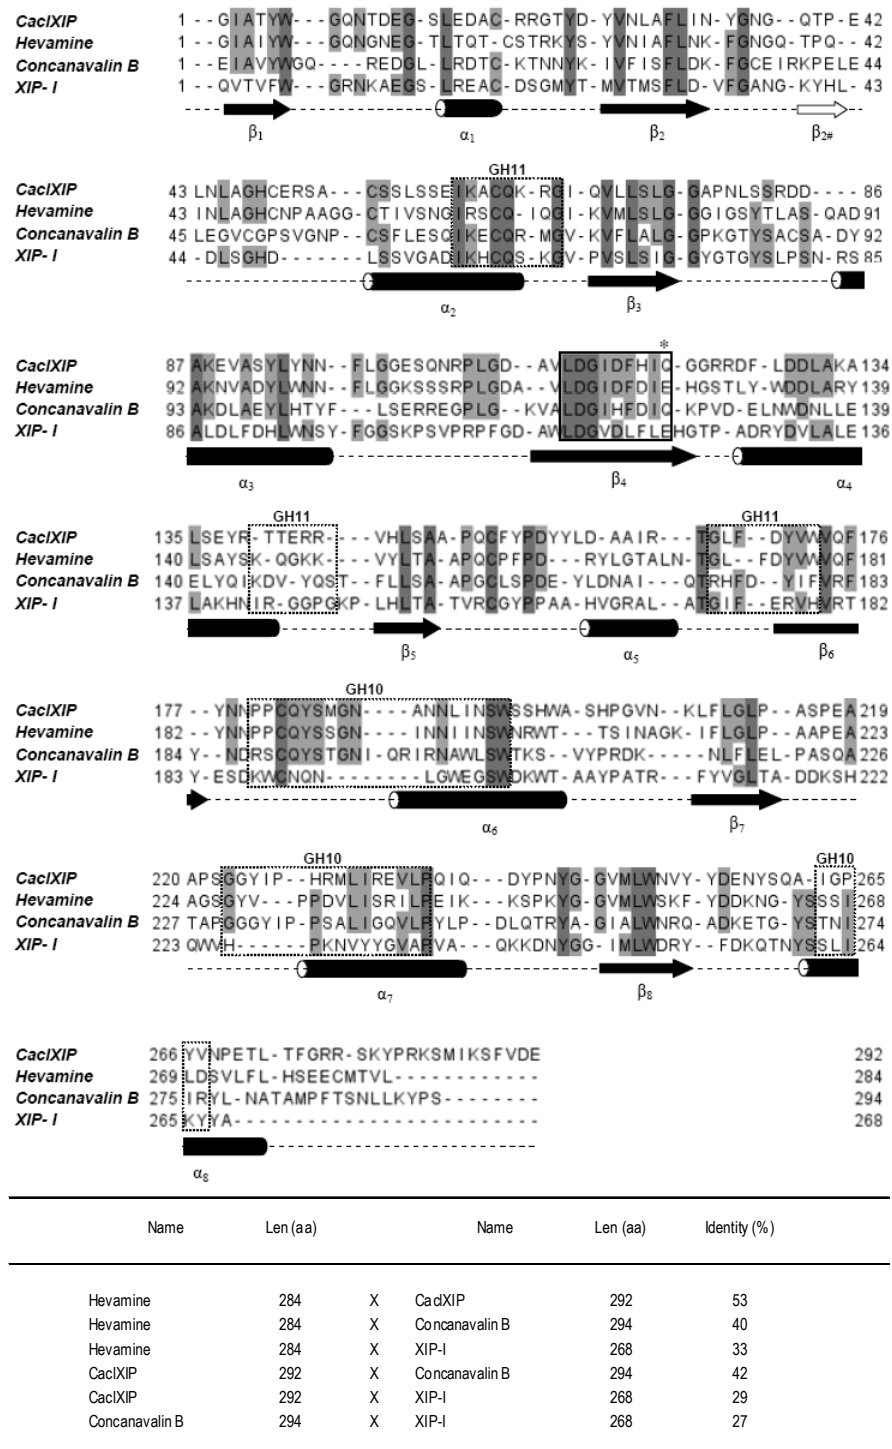 CaclXIP 1 --GIATYW---GQNTDEG-SLEDAC-RRGTYD-YVNLAFLIN-YGNG--QTP-E 42
Hevamine 1 --GIAIYW---GQNGNEG-TLTQT-CSTRKYS-YVNIAFLNK-FGNGQ-TPQ-- 42
Concanavalin B 1 --EIAVYWGQ----REDGLL-LRDTC-KTNNYK-IVFISFLDK-FGCEIRKPELE 44
XIP-I 1 --QVTVFW---GRNKAEGS-LREAC-DSGMYT-MVTMSFLD-VFGANG-KYHL- 43
β1 α1 β2 β2#
GH11
CaclXIP 43 LNLAGHCERSA---CSSLSSEIKACQK-RGI-QVLLSLG-GAPNLSSRDD---- 86
Hevamine 43 INLAGHCNPAAGG-CTIVSNGIRSCQ-IQGI-KVMLSLG-GGIGSYTLAS-QAD 91
Concanavalin B 45 LEGVCGPSVGNP--CSFLESQIKECQR-MGV-KVFLALG-GPKGTYSACSA-DY 92
XIP-I 44 -DLSGHD-------LSSVGADIKHCQS-KGV-PVSLSIG-GYGTGYSLPSN-RS 85
α2 β3
*
CaclXIP 87 AKEVASYLYNN--FLGGESQNRPLGD--AVLDGIDFHIQ-GGRRDF-LDDLAKA 134
Hevamine 92 AKNVADYLWNN--FLGGKSSSRPLGDA--VLDGIDFDIE-HGSTLY-WDDLARY 139
Concanavalin B 93 AKDLAEYLHTYF---LSERREGPLG--KVALDGIHFDIQ-KPVD-ELNWDNLLE 139
XIP-I 86 ALDLFDHLWNSY-FGGSKPSVPRPFGD-AWLDGVDLFLEHGTP-ADRYDVLALE 136
α3 β4 α4
GH11 GH11
CaclXIP 135 LSEYR-TTERR---VHLSAA-PQCFYPDYYLD-AAIR---TGLF--DYVWVQF 176
Hevamine 140 LSAYSK-QGKK---VYLTA-APQCPFPD---RYLGTALN-TGL--FDYVWVQF 181
Concanavalin B 140 ELYQIKDV-YQST--FLLSA-APGCLSPDE-YLDNAI---QTRHFD--YIFVRF 183
XIP-I 137 LAKHNIR-GGPGKP-LHLTA-TVRCGYPPAA-HVGRAL--ATGIF--ERVHVRT 182
β5 α5 β6
GH10
CaclXIP 177 --YNNPPCQYSMGN----ANNLINSWSSHWA-SHPGVN--KLFLGLP--ASPEA 219
Hevamine 182 --YNNPPCQYSSGN----INNIINSWNRWT---TSINAGK-IFLGLP--AAPEA 223
Concanavalin B 184 Y--NDRSCQYSTGNI-QRIRNAWLSWTKS--VYPRDK----NLFLEL-PASQA 226
XIP-I 183 Y-ESDKWCNQN--------LGWEGSWDKWT-AAYPATR---FYVGLTA-DDKSH 222
α6 β7
GH10 GH10
CaclXIP 220 APSGGYIP--HRMLIREVLPQIQ---DYPNYG-GVMLWNVY-YDENYSQA-IGP 265
Hevamine 224 AGSGYV--PPDVLISRILPEIK---KSPKYG-GVMLWSKF-YDDKNG-YSSSI 268
Concanavalin B 227 TAPGGGYIP-PSALIGQVLPYLP--DLQTRYA-GIALWNRQ-ADKETG-YSTNI 274
XIP-I 223 QWVH------PKNVYYGVAPVA--QKKDNYGG-IMLWDRY--FDKQTNYSSLI 264
α7 β8
CaclXIP 266 YVNPETL-TFGRR-SKYPRKSMIKSFVDE 292
Hevamine 269 LDSVLFL-HSEECMTVL------------ 284
Concanavalin B 275 IRYL-NATAMPFTSNLLKYPS-------- 294
XIP-I 265 KYYA------------------------- 268
α8
Name Len (aa) Name Len (aa) Identity (%)
Hevamine 284 X CaclXIP 292 53
Hevamine 284 X Concanavalin B 294 40
Hevamine 284 X XIP-I 268 33
CaclXIP 292 X Concanavalin B 294 42
CaclXIP 292 X XIP-I 268 29
Concanavalin B 294 X XIP-I 268 27